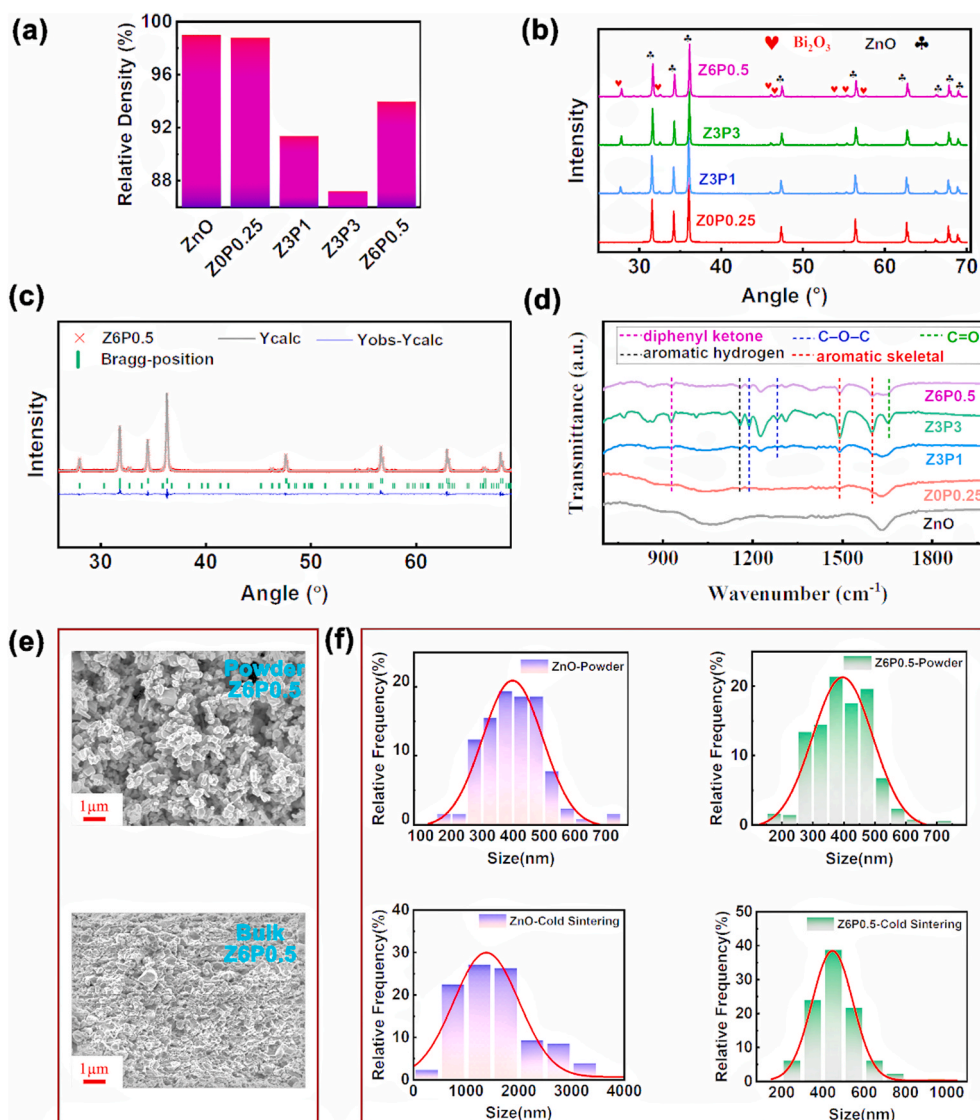 (a)
Relative Density (%)
100
96
92
88
ZnO
Z0P0.25
Z3P1
Z3P3
Z6P0.5
(b)
Intensity
♥ Bi₂O₃ ZnO ♣
Z6P0.5
Z3P3
Z3P1
Z0P0.25
30 40 50 60 70
Angle (°)
(c)
Intensity
Z6P0.5 Ycalc Yobs-Ycalc
Bragg-position
30 40 50 60
Angle (°)
(d)
Transmittance (a.u.)
diphenyl ketone C–O–C C=O
aromatic hydrogen aromatic skeletal
Z6P0.5
Z3P3
Z3P1
Z0P0.25
ZnO
900 1200 1500 1800
Wavenumber (cm⁻¹)
(e)
Powder
Z6P0.5
1μm
Bulk
Z6P0.5
1μm
(f)
Relative Frequency(%)
ZnO-Powder
20
10
0
100 200 300 400 500 600 700
Size(nm)
Relative Frequency(%)
Z6P0.5-Powder
20
10
0
200 300 400 500 600 700
Size(nm)
Relative Frequency(%)
ZnO-Cold Sintering
40
30
20
10
0
0 1000 2000 3000 4000
Size(nm)
Relative Frequency(%)
Z6P0.5-Cold Sintering
50
40
30
20
10
0
200 400 600 800 1000
Size(nm)